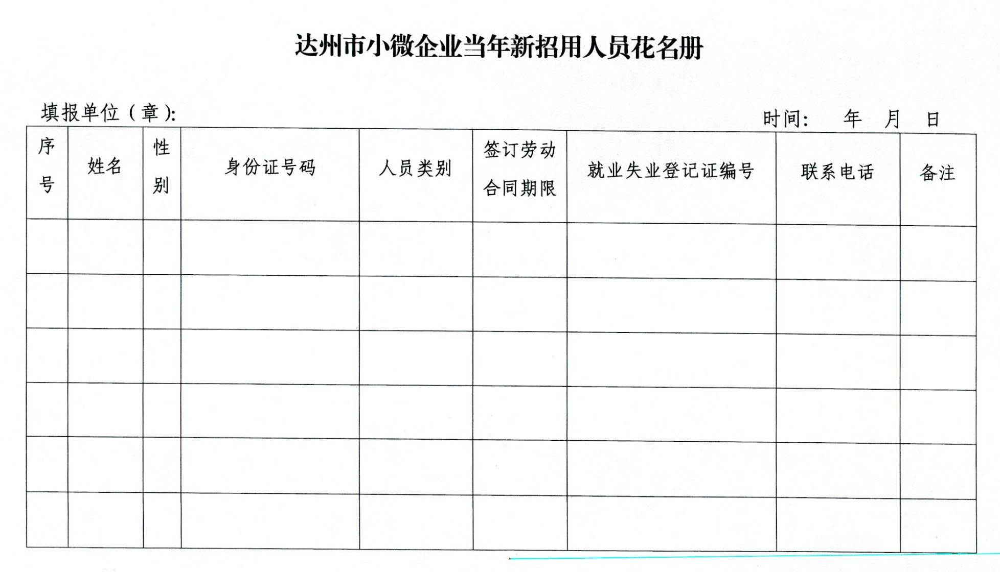 达州市小微企业当年新招用人员花名册
填报单位（章）：
时间： 年 月 日
序号
姓名
性别
身份证号码
人员类别
签订劳动
合同期限
就业失业登记证编号
联系电话
备注